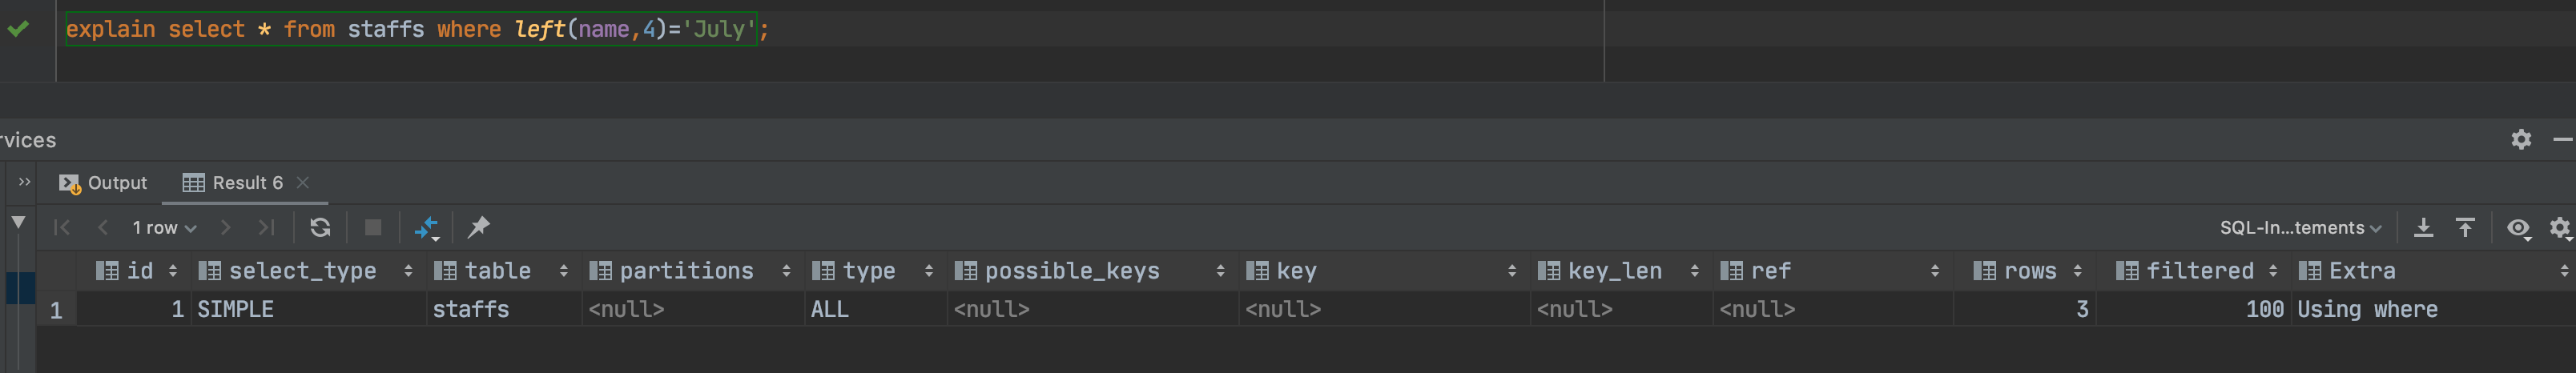 explain select * from staffs where left(name,4)='July';
rvices
Output Result 6
1 row SQL-In...tements
id select_type table partitions type possible_keys key key_len ref rows filtered Extra
1 1 SIMPLE staffs <null> ALL <null> <null> <null> <null> 3 100 Using where